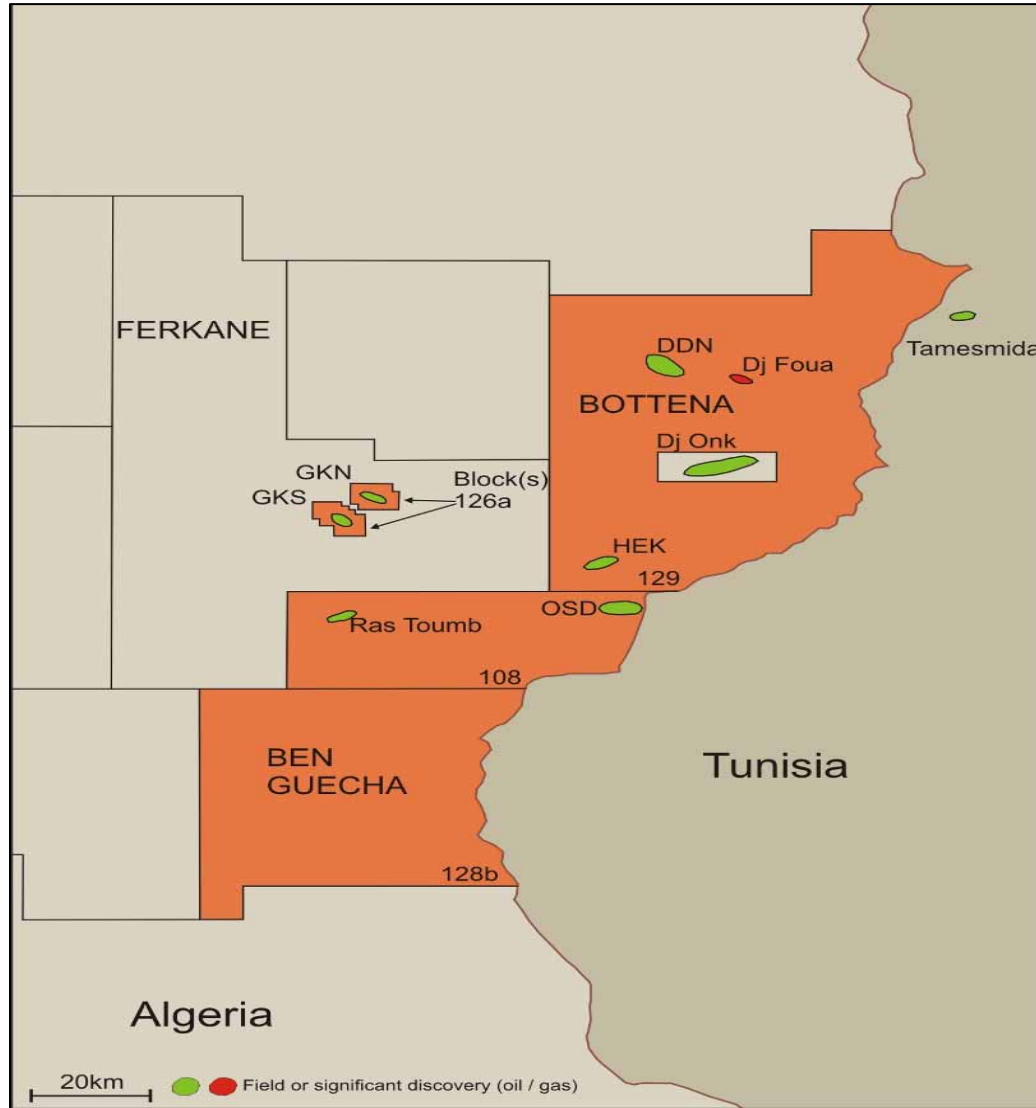 FERKANE
DDN
Dj Foua
Tamesmida
BOTTENA
Dj Onk
GKN
Block(s)
126a
GKS
HEK
129
OSD
Ras Toumb
108
BEN
GUECHA
Tunisia
128b
Algeria
20km
Field or significant discovery (oil / gas)